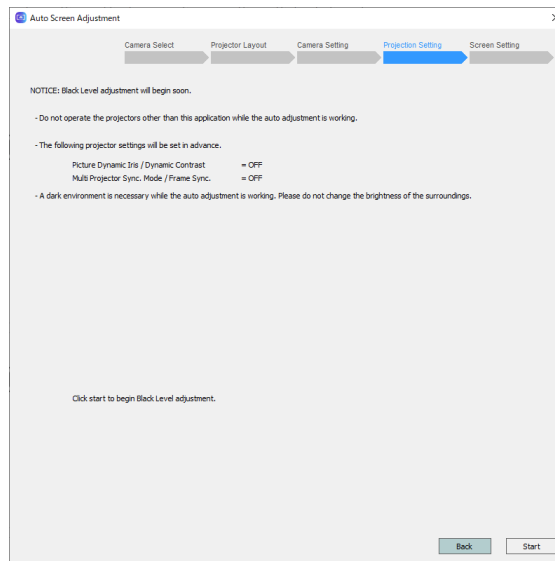 Auto Screen Adjustment
Camera Select Projector Layout Camera Setting Projection Setting Screen Setting
NOTICE: Black Level adjustment will begin soon.
- Do not operate the projectors other than this application while the auto adjustment is working.
- The following projector settings will be set in advance.
Picture Dynamic Iris / Dynamic Contrast = OFF
Multi Projector Sync. Mode / Frame Sync. = OFF
- A dark environment is necessary while the auto adjustment is working. Please do not change the brightness of the surroundings.
Click start to begin Black Level adjustment.
Back Start